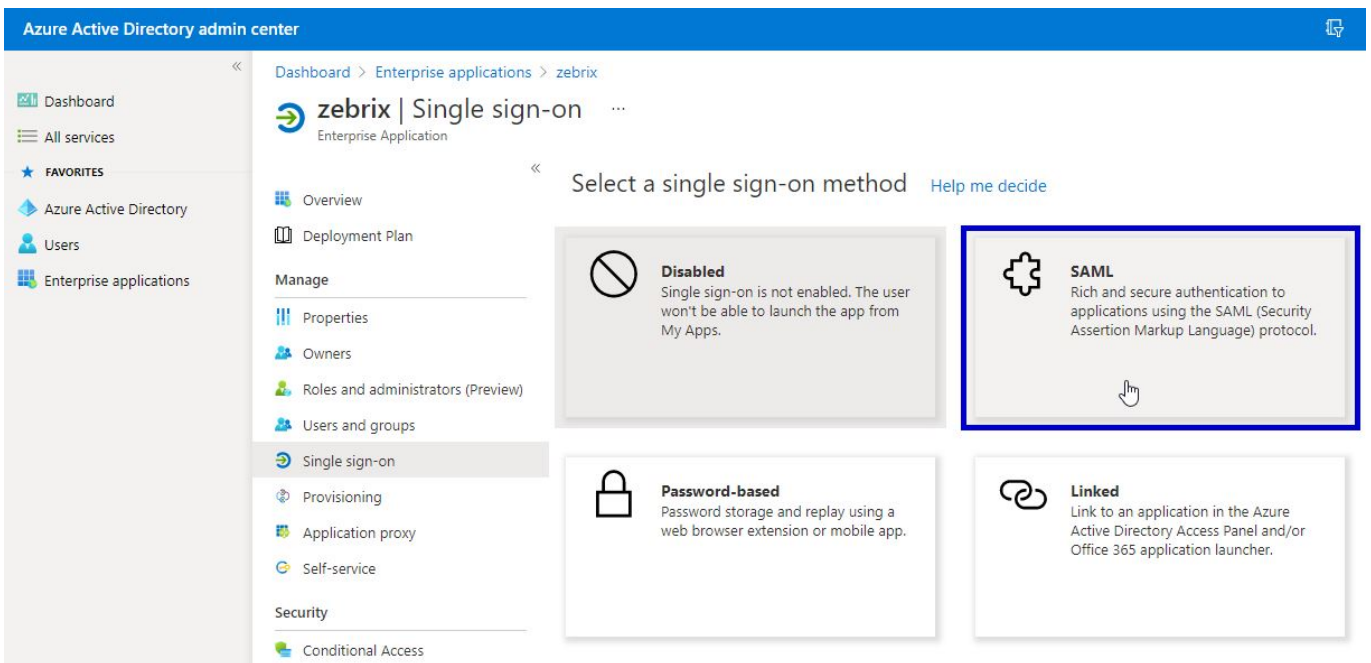 Azure Active Directory admin center
Dashboard
All services
FAVORITES
Azure Active Directory
Users
Enterprise applications
Dashboard > Enterprise applications > zebrix
zebrix | Single sign-on ...
Enterprise Application
Overview
Deployment Plan
Manage
Properties
Owners
Roles and administrators (Preview)
Users and groups
Single sign-on
Provisioning
Application proxy
Self-service
Security
Conditional Access
Select a single sign-on method Help me decide
Disabled
Single sign-on is not enabled. The user
won't be able to launch the app from
My Apps.
SAML
Rich and secure authentication to
applications using the SAML (Security
Assertion Markup Language) protocol.
Password-based
Password storage and replay using a
web browser extension or mobile app.
Linked
Link to an application in the Azure
Active Directory Access Panel and/or
Office 365 application launcher.